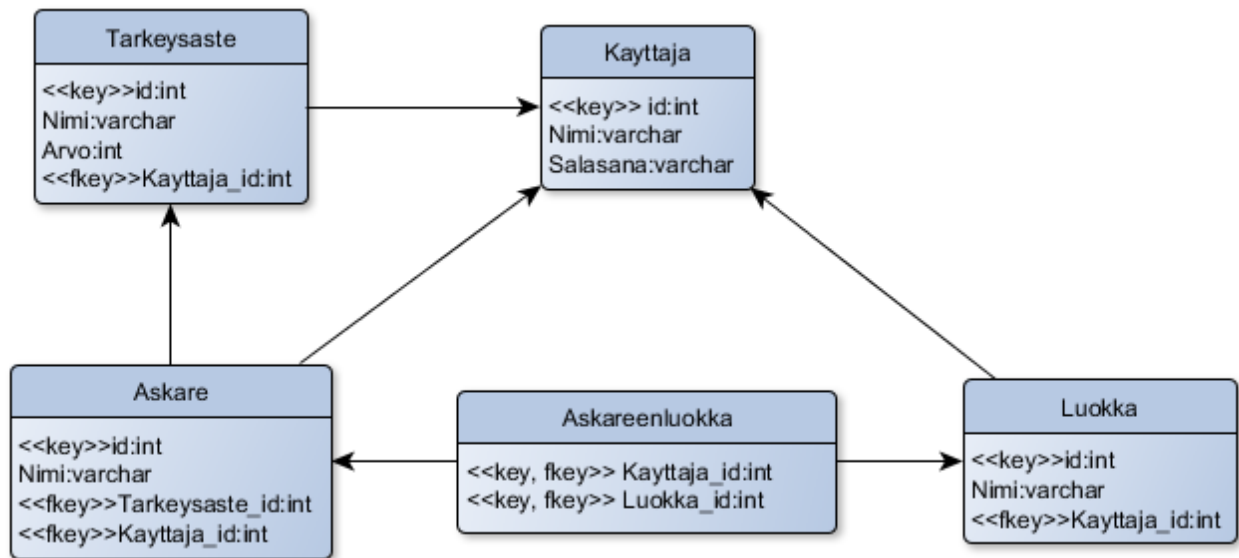 Tarkeysaste
<<key>>id:int
Nimi:varchar
Arvo:int
<<fkey>>Kayttaja_id:int
Kayttaja
<<key>> id:int
Nimi:varchar
Salasana:varchar
Askare
<<key>>id:int
Nimi:varchar
<<fkey>>Tarkeysaste_id:int
<<fkey>>Kayttaja_id:int
Askareenluokka
<<key, fkey>> Kayttaja_id:int
<<key, fkey>> Luokka_id:int
Luokka
<<key>>id:int
Nimi:varchar
<<fkey>>Kayttaja_id:int